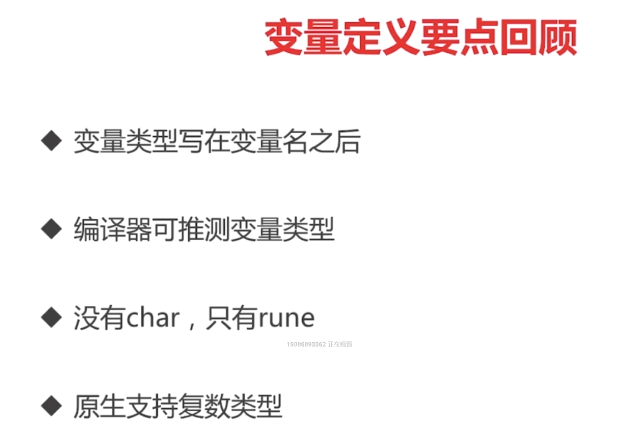 变量定义要点回顾
◆ 变量类型写在变量名之后
◆ 编译器可推测变量类型
◆ 没有char，只有rune
◆ 原生支持复数类型